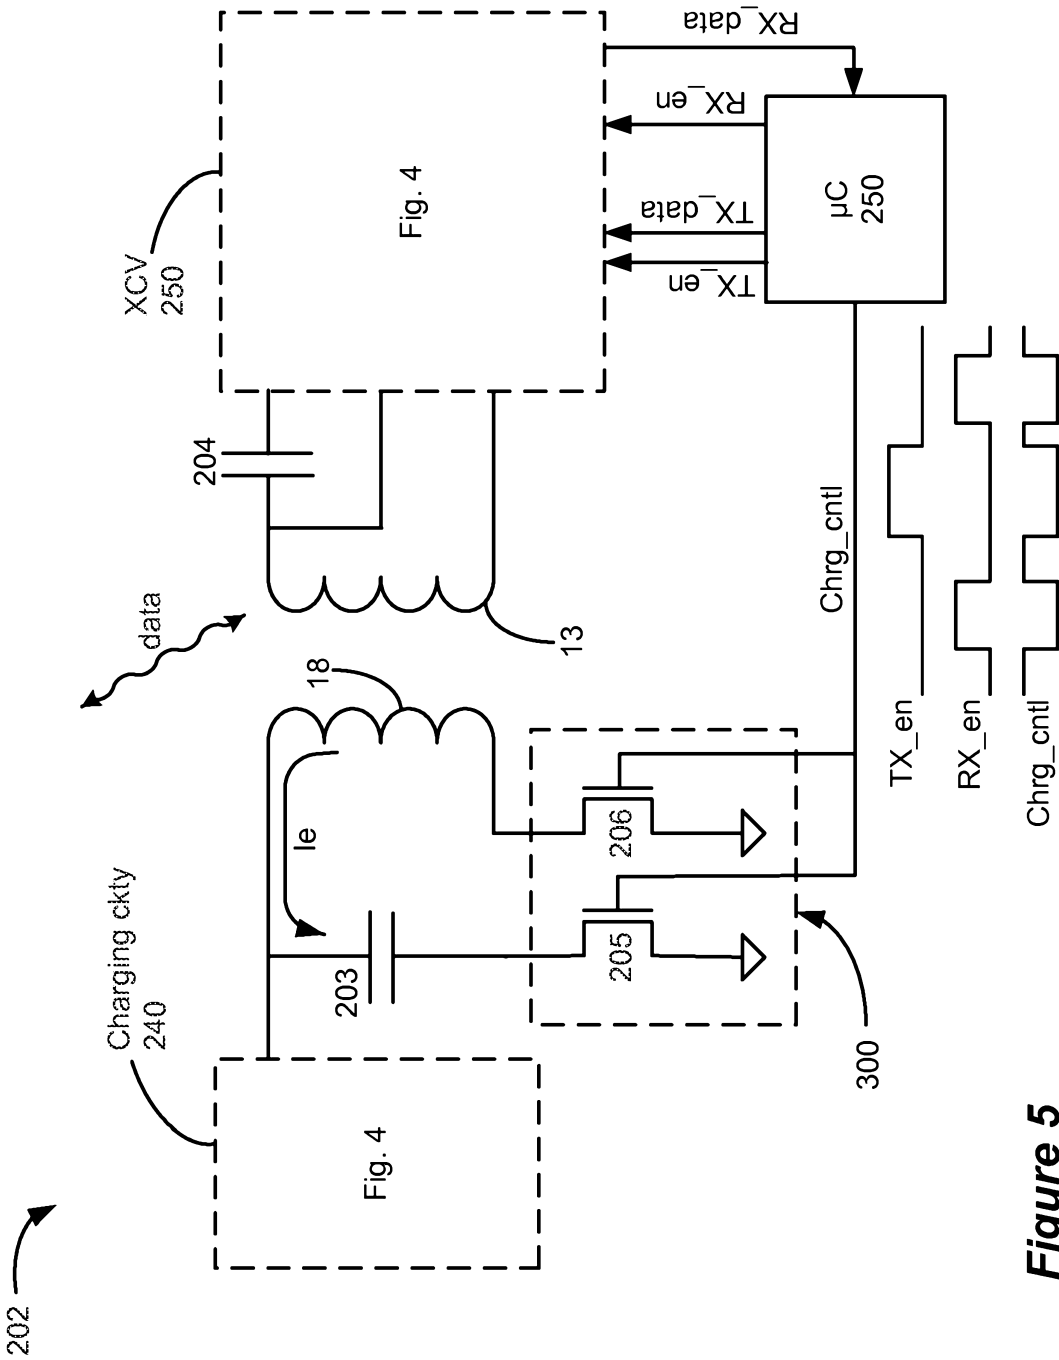 202
Charging ckty
240
Fig. 4
Ie
203
18
data
13
204
XCV
250
Fig. 4
205
206
300
TX_en
TX_data
RX_en
RX_data
µC
250
Chrg_cntl
TX_en
RX_en
Chrg_cntl
Figure 5